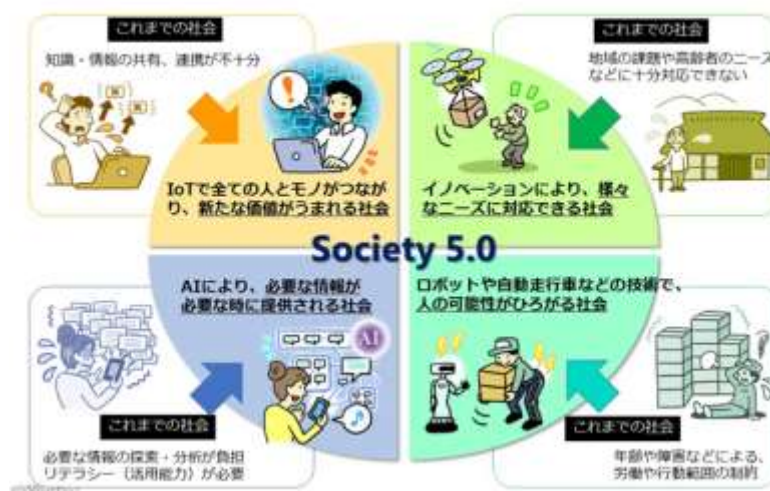 これまでの社会
知識・情報の共有、連携が不十分
IoTで全ての人とモノがつなが
り、新たな価値がうまれる社会
これまでの社会
地域の課題や高齢者のニーズ
などに十分対応できない
イノベーションにより、様々
なニーズに対応できる社会
Society 5.0
AIにより、必要な情報が
必要な時に提供される社会
AI
これまでの社会
必要な情報の探索・分析が負担
リテラシー（活用能力）が必要
ロボットや自動走行車などの技術で、
人の可能性がひろがる社会
これまでの社会
年齢や障害などによる、
労働や行動範囲の制約